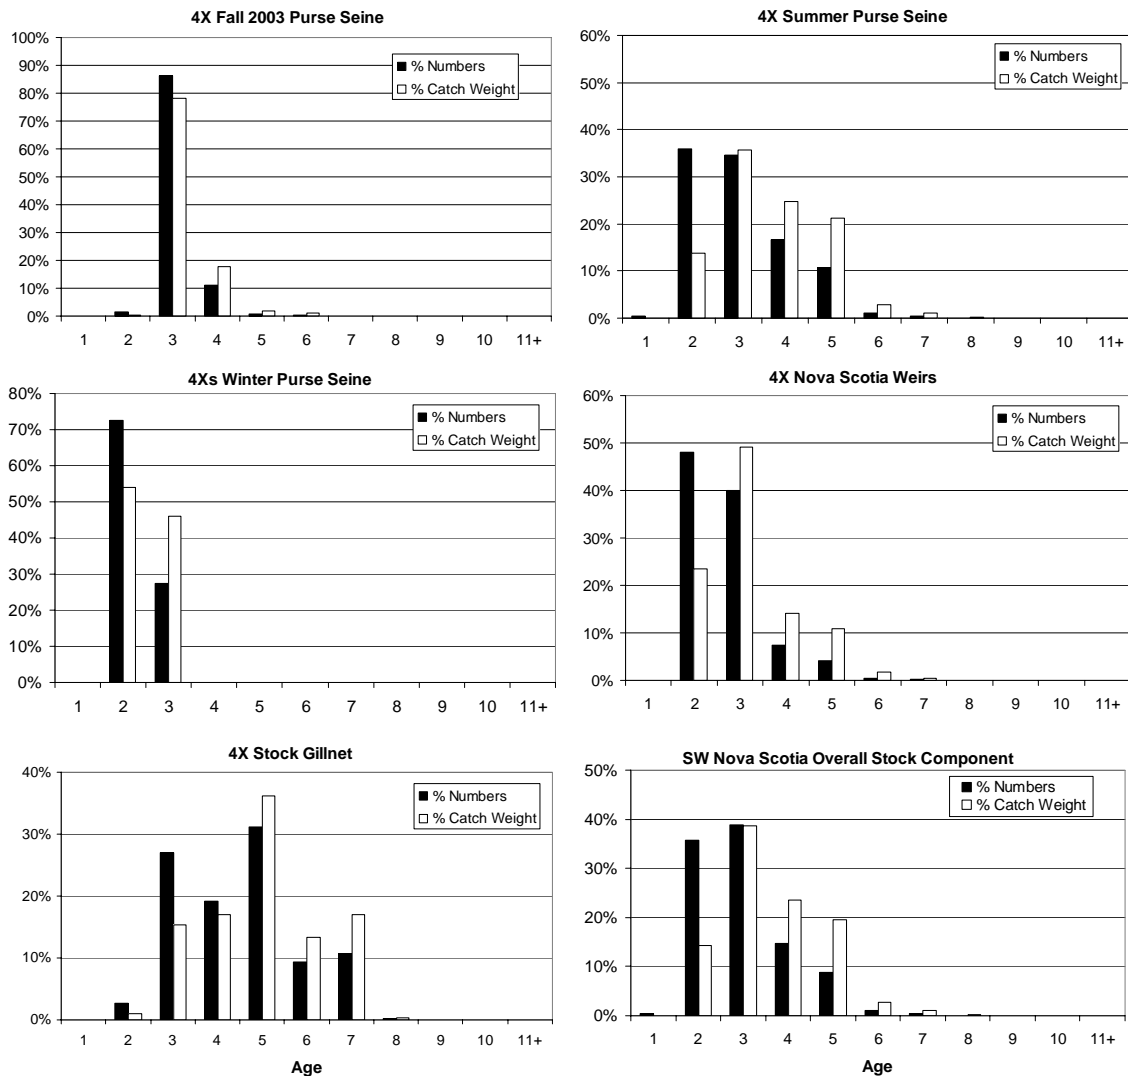 4X Fall 2003 Purse Seine
100%
90%
80%
70%
60%
50%
40%
30%
20%
10%
0%
% Numbers
% Catch Weight
1 2 3 4 5 6 7 8 9 10 11+
4X Summer Purse Seine
60%
50%
40%
30%
20%
10%
0%
% Numbers
% Catch Weight
1 2 3 4 5 6 7 8 9 10 11+
4Xs Winter Purse Seine
80%
70%
60%
50%
40%
30%
20%
10%
0%
% Numbers
% Catch Weight
1 2 3 4 5 6 7 8 9 10 11+
4X Nova Scotia Weirs
60%
50%
40%
30%
20%
10%
0%
% Numbers
% Catch Weight
1 2 3 4 5 6 7 8 9 10 11+
4X Stock Gillnet
40%
30%
20%
10%
0%
% Numbers
% Catch Weight
1 2 3 4 5 6 7 8 9 10 11+
Age
SW Nova Scotia Overall Stock Component
50%
40%
30%
20%
10%
0%
% Numbers
% Catch Weight
1 2 3 4 5 6 7 8 9 10 11+
Age